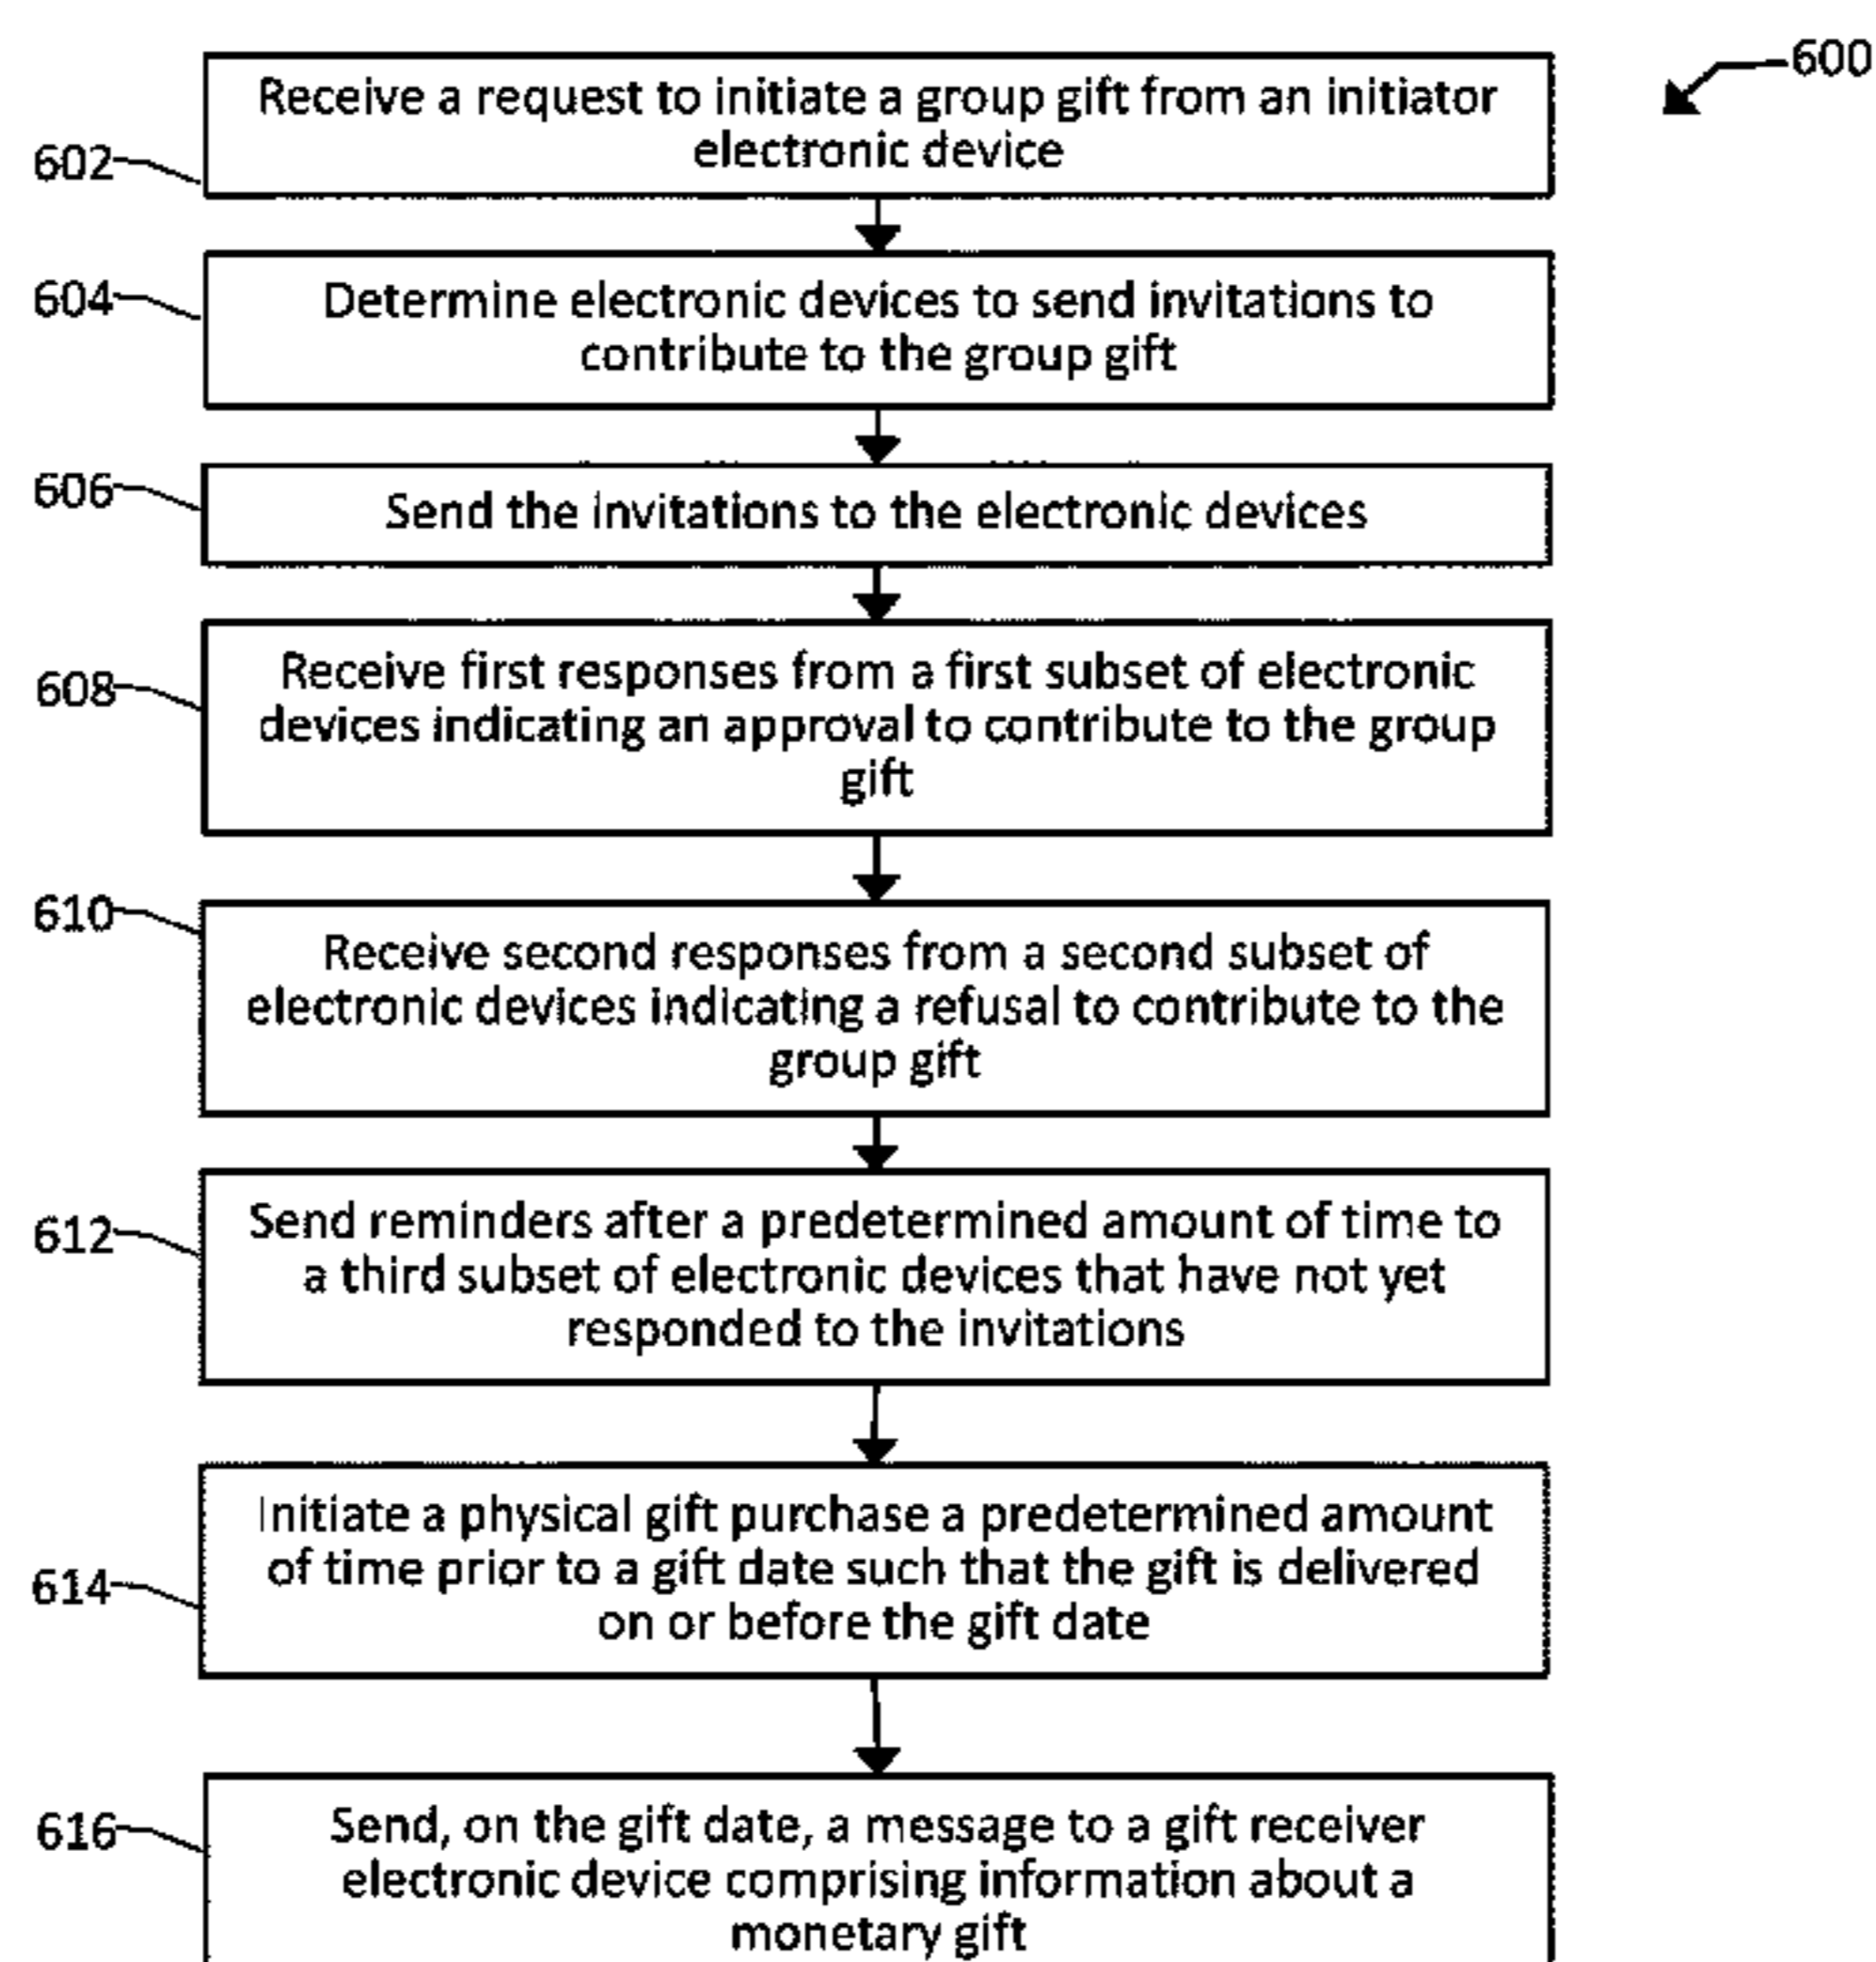 600
Receive a request to initiate a group gift from an initiator
electronic device
602
604
Determine electronic devices to send invitations to
contribute to the group gift
606
Send the invitations to the electronic devices
608
Receive first responses from a first subset of electronic
devices indicating an approval to contribute to the group
gift
610
Receive second responses from a second subset of
electronic devices indicating a refusal to contribute to the
group gift
612
Send reminders after a predetermined amount of time to
a third subset of electronic devices that have not yet
responded to the invitations
614
Initiate a physical gift purchase a predetermined amount
of time prior to a gift date such that the gift is delivered
on or before the gift date
616
Send, on the gift date, a message to a gift receiver
electronic device comprising information about a
monetary gift